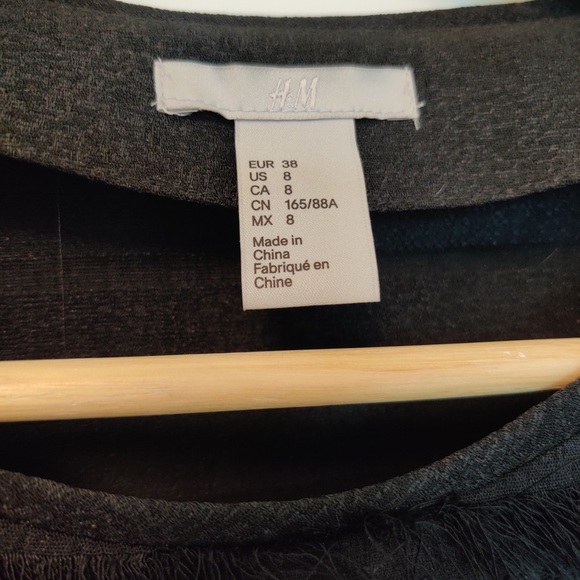 H&M
EUR 38
US 8
CA 8
CN 165/88A
MX 8
Made in
China
Fabriqué en
Chine